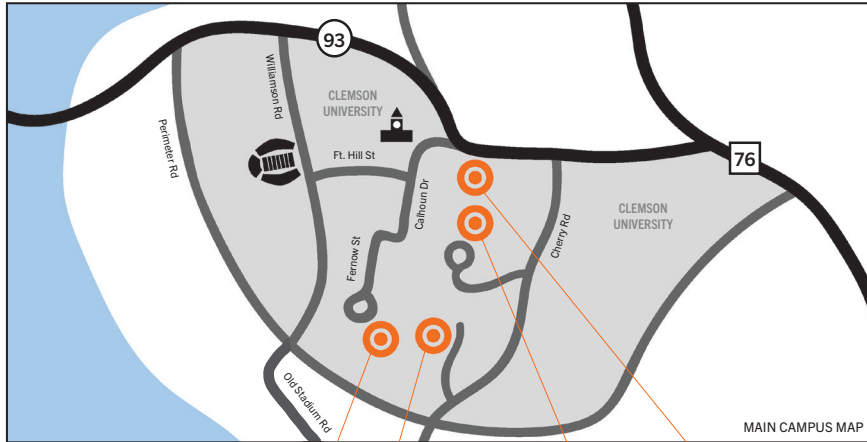 93
Williamson Rd
CLEMSON
UNIVERSITY
Perimeter Rd
Ft. Hill St
76
Calhoun Dr
CLEMSON
UNIVERSITY
Cherry Rd
Fernow St
Old Stadium Rd
MAIN CAMPUS MAP